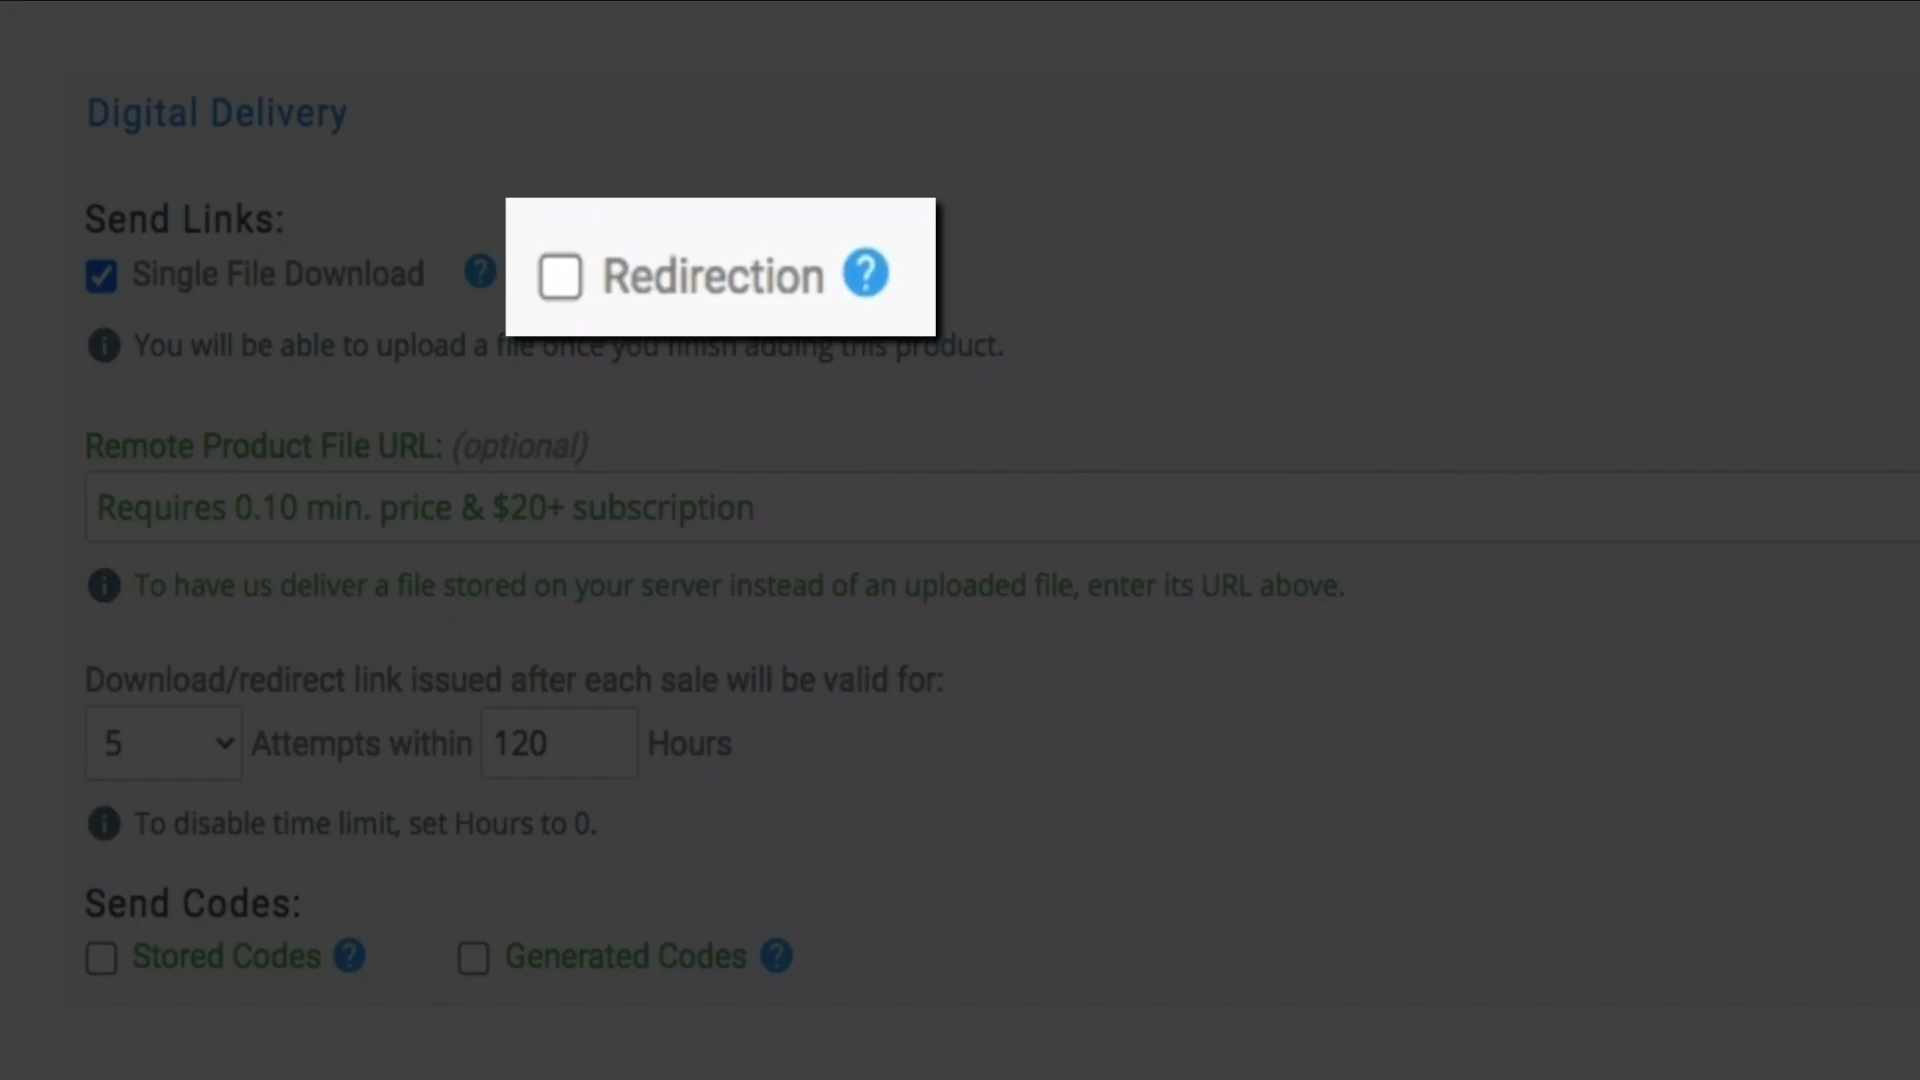 Digital Delivery
Send Links:
Single File Download ? Redirection ?
You will be able to upload a file once you finish adding this product.
Remote Product File URL: (optional)
Requires 0.10 min. price & $20+ subscription
To have us deliver a file stored on your server instead of an uploaded file, enter its URL above.
Download/redirect link issued after each sale will be valid for:
5 Attempts within 120 Hours
To disable time limit, set Hours to 0.
Send Codes:
Stored Codes ? Generated Codes ?